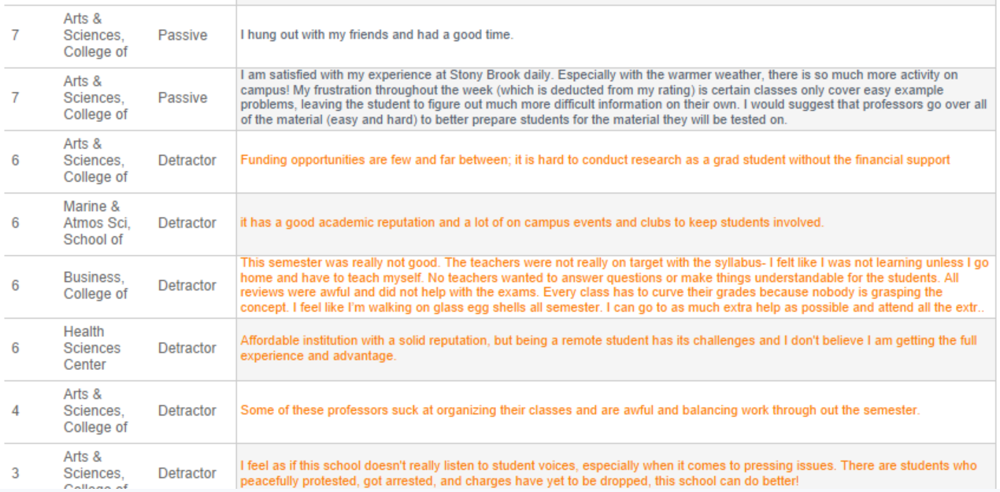 7
Arts &
Sciences,
College of
Passive
I hung out with my friends and had a good time.
7
Arts &
Sciences,
College of
Passive
I am satisfied with my experience at Stony Brook daily. Especially with the warmer weather, there is so much more activity on
campus! My frustration throughout the week (which is deducted from my rating) is certain classes only cover easy example
problems, leaving the student to figure out much more difficult information on their own. I would suggest that professors go over all
of the material (easy and hard) to better prepare students for the material they will be tested on.
6
Arts &
Sciences,
College of
Detractor
Funding opportunities are few and far between; it is hard to conduct research as a grad student without the financial support
6
Marine &
Atmos Sci,
School of
Detractor
it has a good academic reputation and a lot of on campus events and clubs to keep students involved.
6
Business,
College of
Detractor
This semester was really not good. The teachers were not really on target with the syllabus- I felt like I was not learning unless I go
home and have to teach myself. No teachers wanted to answer questions or make things understandable for the students. All
reviews were awful and did not help with the exams. Every class has to curve their grades because nobody is grasping the
concept. I feel like I'm walking on glass egg shells all semester. I can go to as much extra help as possible and attend all the extr..
6
Health
Sciences
Center
Detractor
Affordable institution with a solid reputation, but being a remote student has its challenges and I don't believe I am getting the full
experience and advantage.
4
Arts &
Sciences,
College of
Detractor
Some of these professors suck at organizing their classes and are awful and balancing work through out the semester.
3
Arts &
Sciences,
College of
Detractor
I feel as if this school doesn't really listen to student voices, especially when it comes to pressing issues. There are students who
peacefully protested, got arrested, and charges have yet to be dropped, this school can do better!